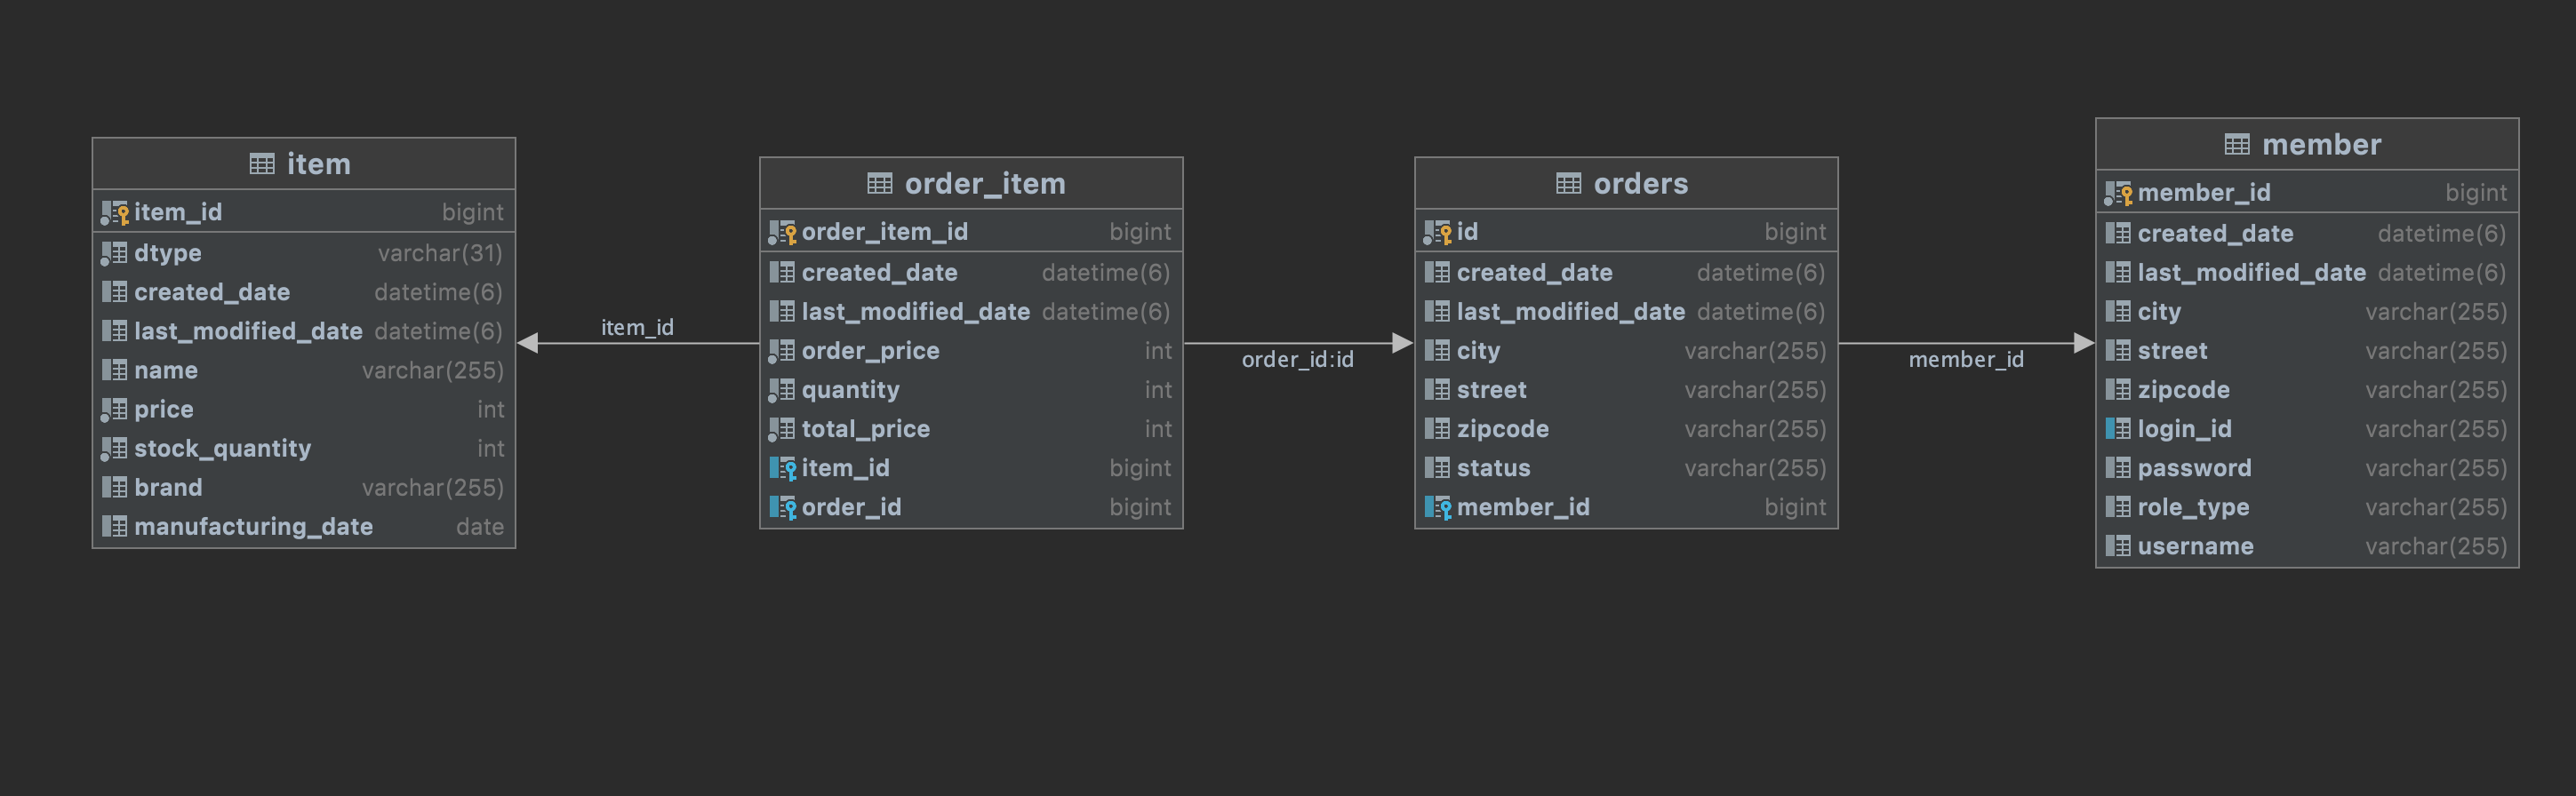 item
item_id bigint
dtype varchar(31)
created_date datetime(6)
last_modified_date datetime(6)
name varchar(255)
price int
stock_quantity int
brand varchar(255)
manufacturing_date date
item_id
order_item
order_item_id bigint
created_date datetime(6)
last_modified_date datetime(6)
order_price int
quantity int
total_price int
item_id bigint
order_id bigint
order_id:id
orders
id bigint
created_date datetime(6)
last_modified_date datetime(6)
city varchar(255)
street varchar(255)
zipcode varchar(255)
status varchar(255)
member_id bigint
member_id
member
member_id bigint
created_date datetime(6)
last_modified_date datetime(6)
city varchar(255)
street varchar(255)
zipcode varchar(255)
login_id varchar(255)
password varchar(255)
role_type varchar(255)
username varchar(255)